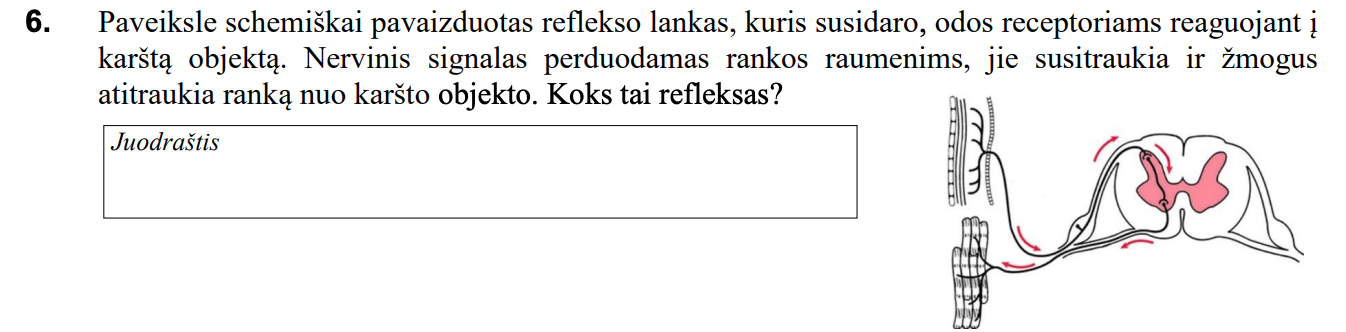 6. Paveiksle schemiškai pavaizduotas reflekso lankas, kuris susidaro, odos receptoriams reaguojant į
karštą objektą. Nervinis signalas perduodamas rankos raumenims, jie susitraukia ir žmogus
atitraukia ranką nuo karšto objekto. Koks tai refleksas?
Juodraštis